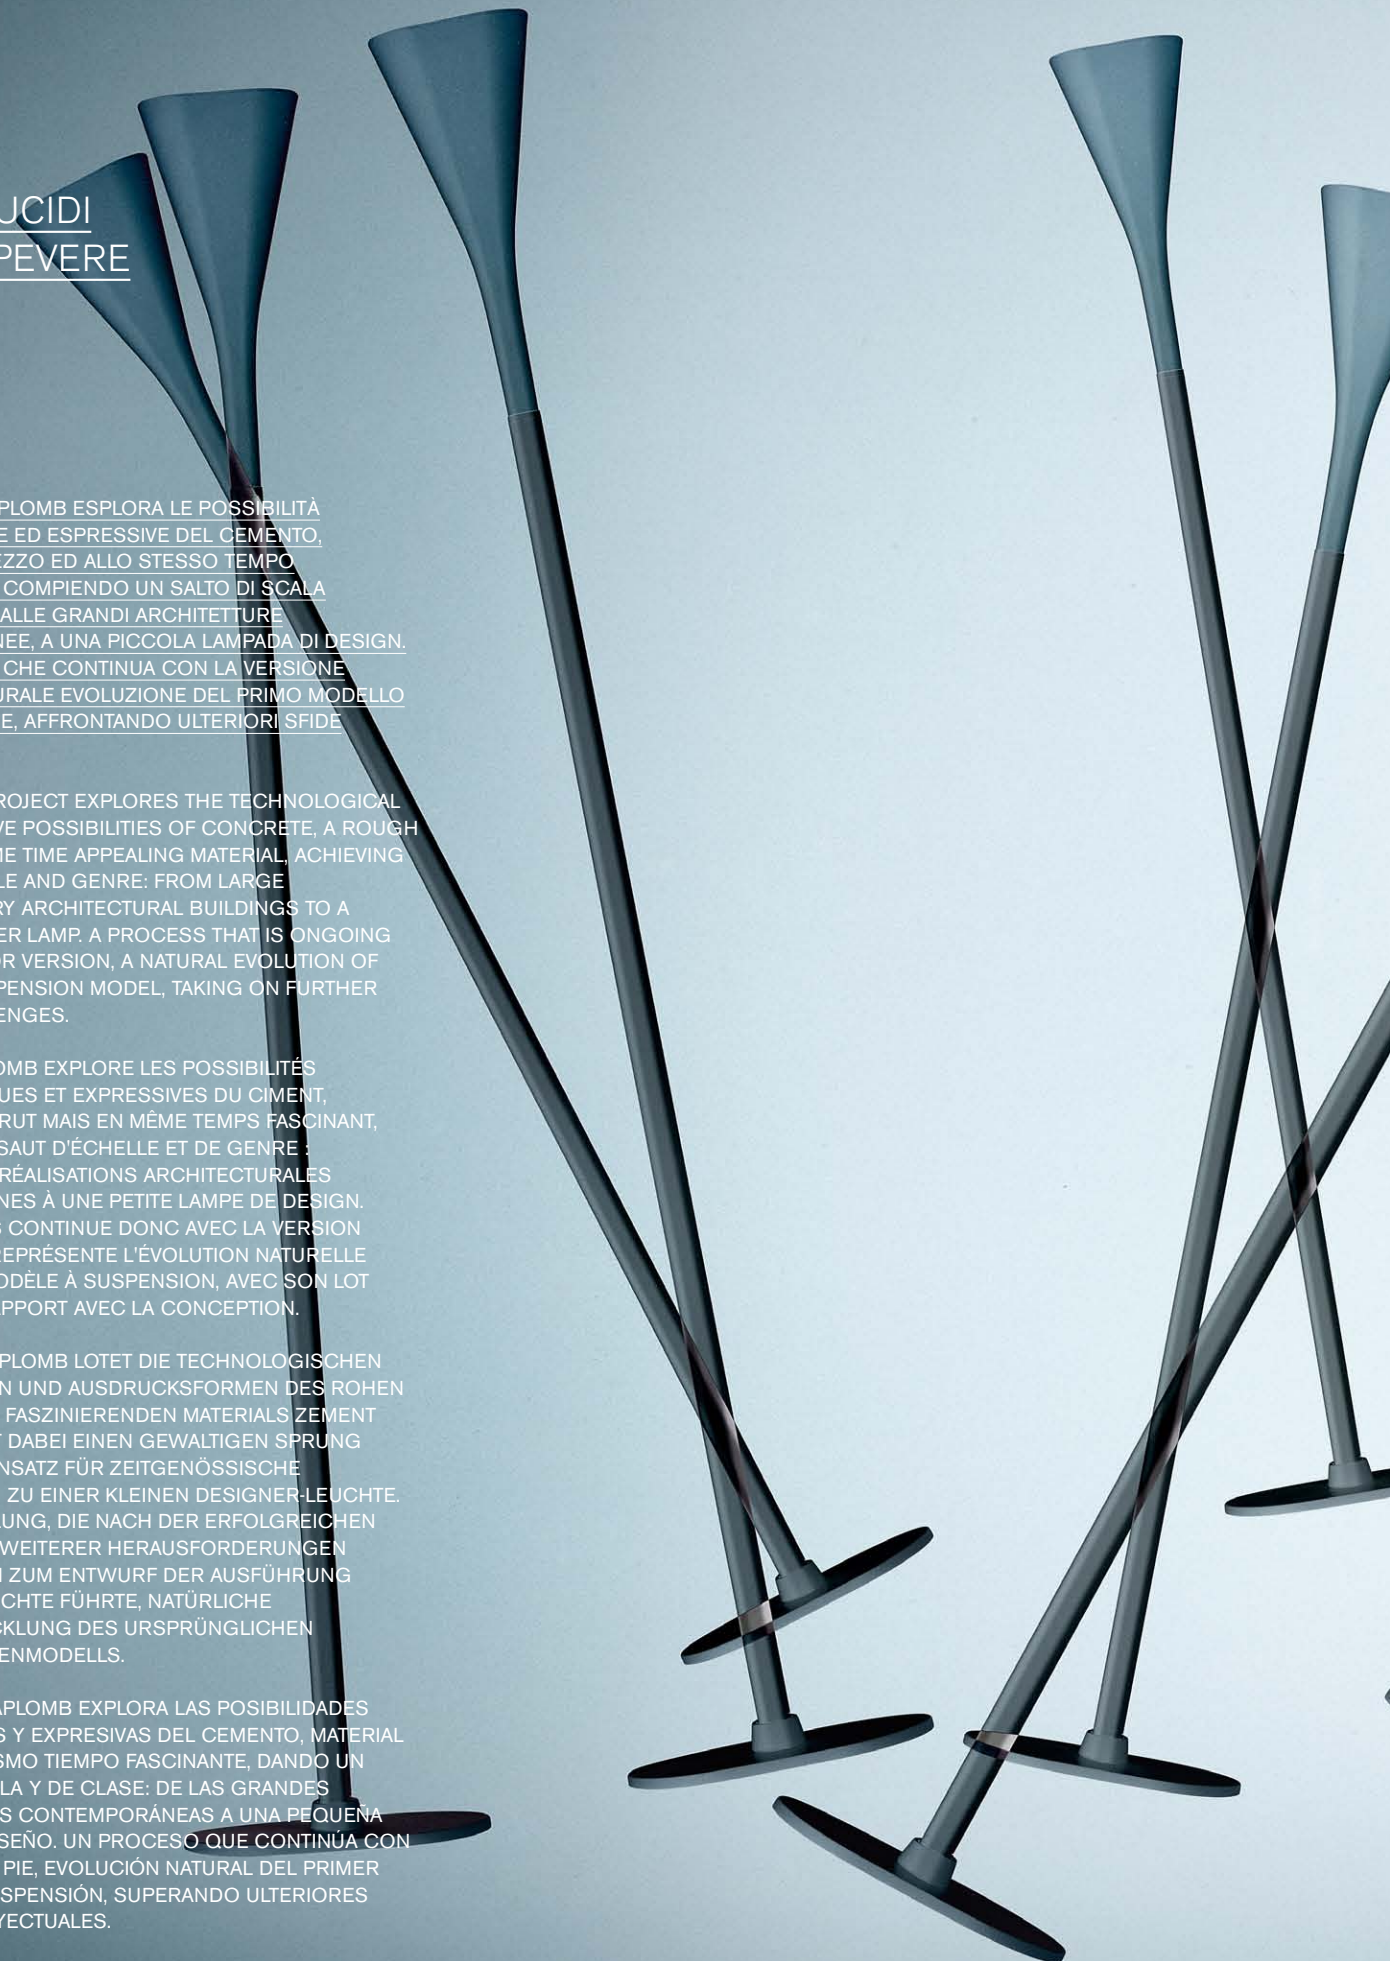 UCIDI
PEVERE
PLOMB ESPLORA LE POSSIBILITÀ
E ED ESPRESSIVE DEL CEMENTO,
EZZO ED ALLO STESSO TEMPO
COMPIENDO UN SALTO DI SCALA
ALLE GRANDI ARCHITETTURE
NEE, A UNA PICCOLA LAMPADA DI DESIGN.
CHE CONTINUA CON LA VERSIONE
URALE EVOLUZIONE DEL PRIMO MODELLO
E, AFFRONTANDO ULTERIORI SFIDE
ROJECT EXPLORES THE TECHNOLOGICAL
VE POSSIBILITIES OF CONCRETE, A ROUGH
ME TIME APPEALING MATERIAL, ACHIEVING
LE AND GENRE: FROM LARGE
RY ARCHITECTURAL BUILDINGS TO A
ER LAMP. A PROCESS THAT IS ONGOING
OR VERSION, A NATURAL EVOLUTION OF
PENSION MODEL, TAKING ON FURTHER
ENGES.
OMB EXPLORE LES POSSIBILITÉS
UES ET EXPRESSIVES DU CIMENT,
RUT MAIS EN MÊME TEMPS FASCINANT,
SAUT D'ÉCHELLE ET DE GENRE :
RÉALISATIONS ARCHITECTURALES
NES À UNE PETITE LAMPE DE DESIGN.
S CONTINUE DONC AVEC LA VERSION
REPRÉSENTE L'ÉVOLUTION NATURELLE
ODÈLE À SUSPENSION, AVEC SON LOT
APPORT AVEC LA CONCEPTION.
PLOMB LOTET DIE TECHNOLOGISCHEN
N UND AUSDRUCKSFORMEN DES ROHEN
FASZINIERENDEN MATERIALS ZEMENT
T DABEI EINEN GEWALTIGEN SPRUNG
NSATZ FÜR ZEITGENÖSSISCHE
ZU EINER KLEINEN DESIGNER-LEUCHTE.
LUNG, DIE NACH DER ERFOLGREICHEN
WEITERER HERAUSFORDERUNGEN
N ZUM ENTWURF DER AUSFÜHRUNG
CHTE FÜHRTE, NATÜRLICHE
CKLUNG DES URSPRÜNGLICHEN
ENMODELLS.
APLOMB EXPLORA LAS POSIBILIDADES
S Y EXPRESIVAS DEL CEMENTO, MATERIAL
SMO TIEMPO FASCINANTE, DANDO UN
LA Y DE CLASE: DE LAS GRANDES
S CONTEMPORÁNEAS A UNA PEQUEÑA
SEÑO. UN PROCESO QUE CONTINÚA CON
PIE, EVOLUCIÓN NATURAL DEL PRIMER
SPENSIÓN, SUPERANDO ULTERIORES
YECTUALES.